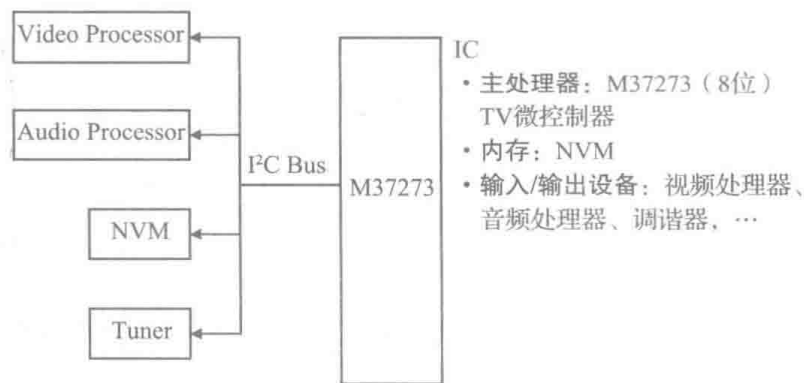 Video Processor
Audio Processor
NVM
Tuner
I²C Bus
M37273
IC
• 主处理器：M37273（8位）
TV微控制器
• 内存：NVM
• 输入/输出设备：视频处理器、
音频处理器、调谐器，…